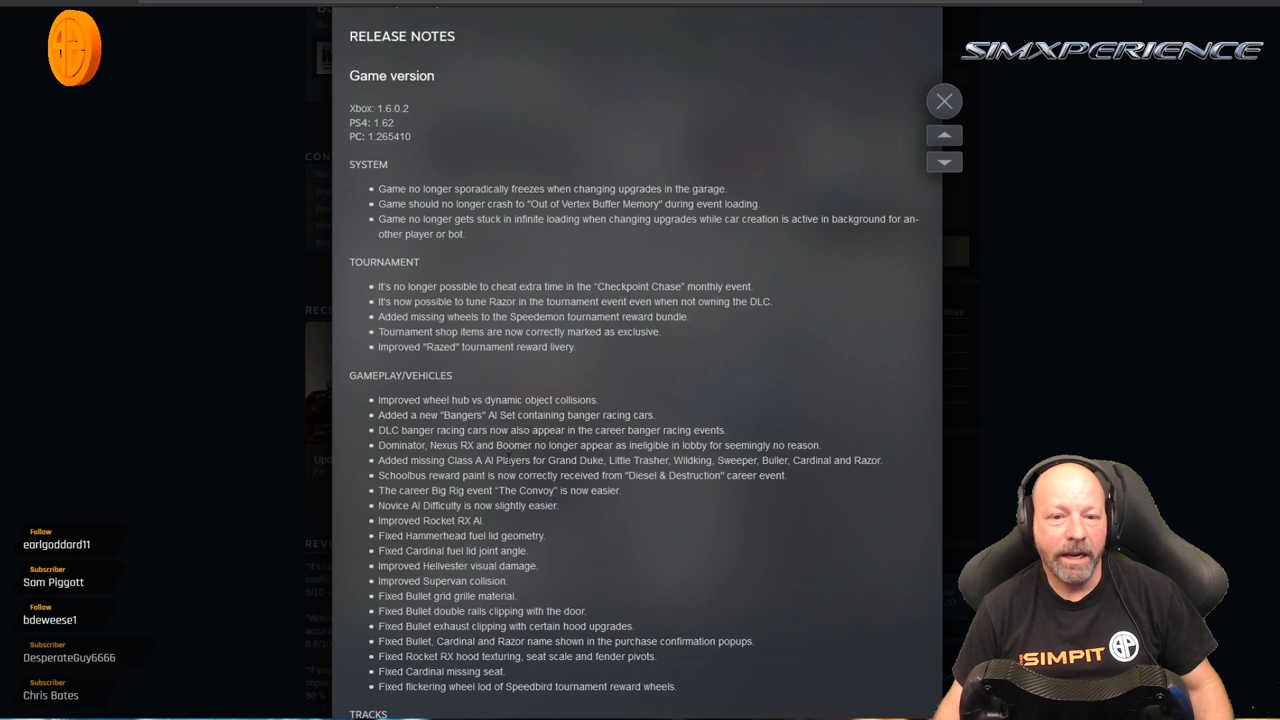 SIMXPERIENCE
RELEASE NOTES
Game version
Xbox: 1.6.0.2
PS4: 1.62
PC: 1.265410
SYSTEM
• Game no longer sporadically freezes when changing upgrades in the garage.
• Game should no longer crash to "Out of Vertex Buffer Memory" during event loading.
• Game no longer gets stuck in infinite loading when changing upgrades while car creation is active in background for an-
other player or bot.
TOURNAMENT
• It's no longer possible to cheat extra time in the "Checkpoint Chase" monthly event.
• It's now possible to tune Razor in the tournament event even when not owning the DLC.
• Added missing wheels to the Speedemon tournament reward bundle.
• Tournament shop items are now correctly marked as exclusive.
• Improved "Razed" tournament reward livery.
GAMEPLAY/VEHICLES
• Improved wheel hub vs dynamic object collisions.
• Added a new "Bangers" AI Set containing banger racing cars.
• DLC banger racing cars now also appear in the career banger racing events.
• Dominator, Nexus RX and Boomer no longer appear as ineligible in lobby for seemingly no reason.
• Added missing Class A AI Players for Grand Duke, Little Trasher, Wildking, Sweeper, Buller, Cardinal and Razor.
• Schoolbus reward paint is now correctly received from "Diesel & Destruction" career event.
• The career Big Rig event "The Convoy" is now easier.
• Novice AI Difficulty is now slightly easier.
• Improved Rocket RX AI.
• Fixed Hammerhead fuel lid geometry.
• Fixed Cardinal fuel lid joint angle.
• Improved Hellvester visual damage.
• Improved Supervan collision.
• Fixed Bullet grid grille material.
• Fixed Bullet double rails clipping with the door.
• Fixed Bullet exhaust clipping with certain hood upgrades.
• Fixed Bullet, Cardinal and Razor name shown in the purchase confirmation popups.
• Fixed Rocket RX hood texturing, seat scale and fender pivots.
• Fixed Cardinal missing seat.
• Fixed flickering wheel lod of Speedbird tournament reward wheels.
TRACKS
Follow
earlgoddard11
Subscriber
Sam Piggott
Follow
bdeweese1
Subscriber
DesperateGuy6666
Subscriber
Chris Bates
SIMPIT